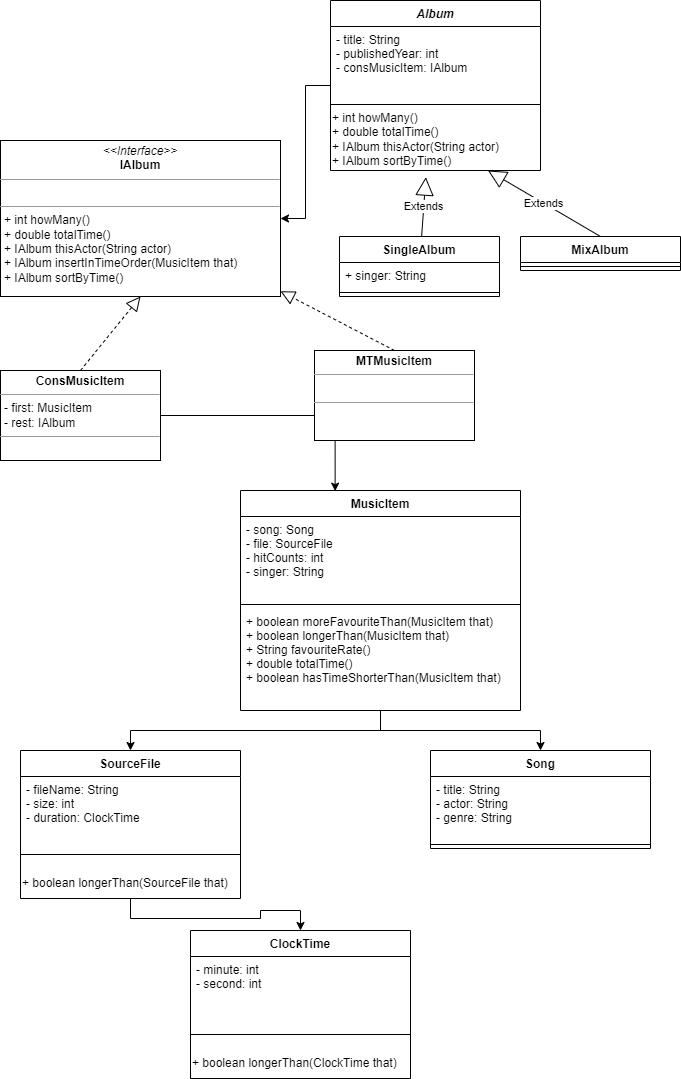 Album
- title: String
- publishedYear: int
- consMusicItem: IAlbum
+ int howMany()
+ double totalTime()
+ IAlbum thisActor(String actor)
+ IAlbum sortByTime()
<<Interface>>
IAlbum
+ int howMany()
+ double totalTime()
+ IAlbum thisActor(String actor)
+ IAlbum insertInTimeOrder(MusicItem that)
+ IAlbum sortByTime()
Extends
Extends
SingleAlbum
+ singer: String
MixAlbum
ConsMusicItem
- first: MusicItem
- rest: IAlbum
MTMusicItem
MusicItem
- song: Song
- file: SourceFile
- hitCounts: int
- singer: String
+ boolean moreFavouriteThan(MusicItem that)
+ boolean longerThan(MusicItem that)
+ String favouriteRate()
+ double totalTime()
+ boolean hasTimeShorterThan(MusicItem that)
SourceFile
- fileName: String
- size: int
- duration: ClockTime
+ boolean longerThan(SourceFile that)
Song
- title: String
- actor: String
- genre: String
ClockTime
- minute: int
- second: int
+ boolean longerThan(ClockTime that)